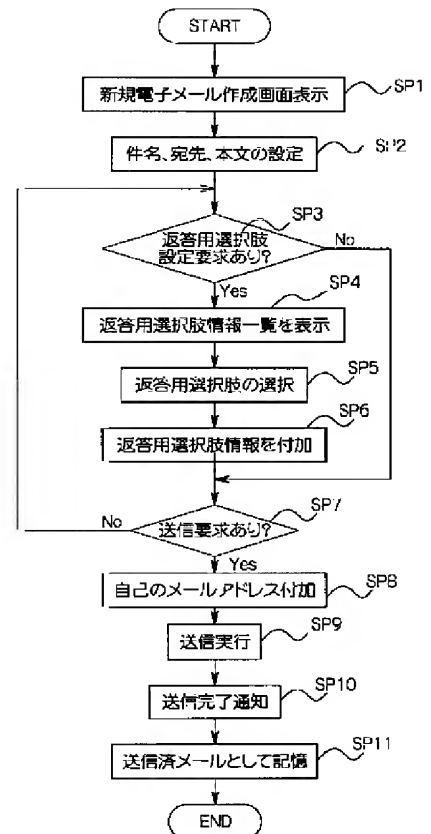 START
新規電子メール作成画面表示
SP1
件名、宛先、本文の設定
SP2
SP3
返答用選択肢
設定要求あり?
No
Yes
SP4
返答用選択肢情報一覧を表示
SP5
返答用選択肢の選択
SP6
返答用選択肢情報を付加
SP7
No
送信要求あり?
Yes
自己のメールアドレス付加
SP8
SP9
送信実行
SP10
送信完了通知
SP11
送信済メールとして記憶
END